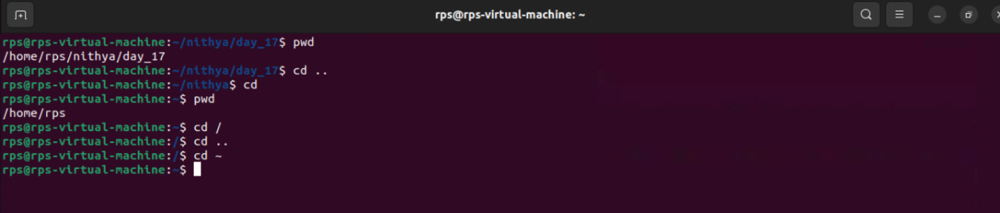 rps@rps-virtual-machine: ~
rps@rps-virtual-machine:~/nithya/day_17$ pwd
/home/rps/nithya/day_17
rps@rps-virtual-machine:~/nithya/day_17$ cd ..
rps@rps-virtual-machine:~/nithya$ cd
rps@rps-virtual-machine:~$ pwd
/home/rps
rps@rps-virtual-machine:~$ cd /
rps@rps-virtual-machine:/$ cd ..
rps@rps-virtual-machine:/$ cd ~
rps@rps-virtual-machine:~$